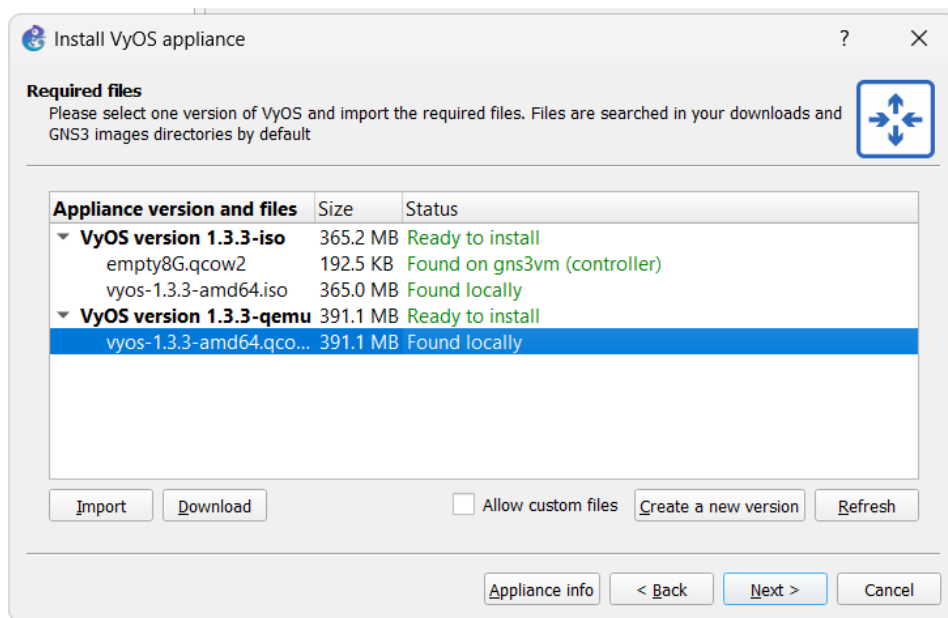 Install VyOS appliance
?
Required files
Please select one version of VyOS and import the required files. Files are searched in your downloads and
GNS3 images directories by default
Appliance version and files Size Status
VyOS version 1.3.3-iso 365.2 MB Ready to install
empty8G.qcow2 192.5 KB Found on gns3vm (controller)
vyos-1.3.3-amd64.iso 365.0 MB Found locally
VyOS version 1.3.3-qemu 391.1 MB Ready to install
vyos-1.3.3-amd64.qco... 391.1 MB Found locally
Import Download Allow custom files Create a new version Refresh
Appliance info < Back Next > Cancel